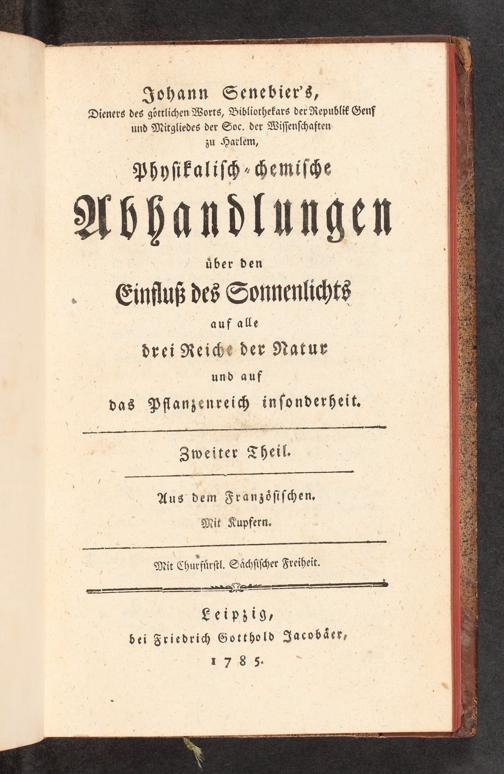 Johann Senebier's,
Dieners des göttlichen Worts, Bibliothekars der Republik Genf
und Mitgliedes der Soc. der Wissenschaften
zu Harlem,
Physikalisch-chemische
Abhandlungen
über den
Einfluß des Sonnenlichts
auf alle
drei Reiche der Natur
und auf
das Pflanzenreich insonderheit.
Zweiter Theil.
Aus dem Französischen.
Mit Kupfern.
Mit Churfürstl. Sächsischer Freiheit.
Leipzig,
bei Friedrich Gotthold Jacobäer,
1785.